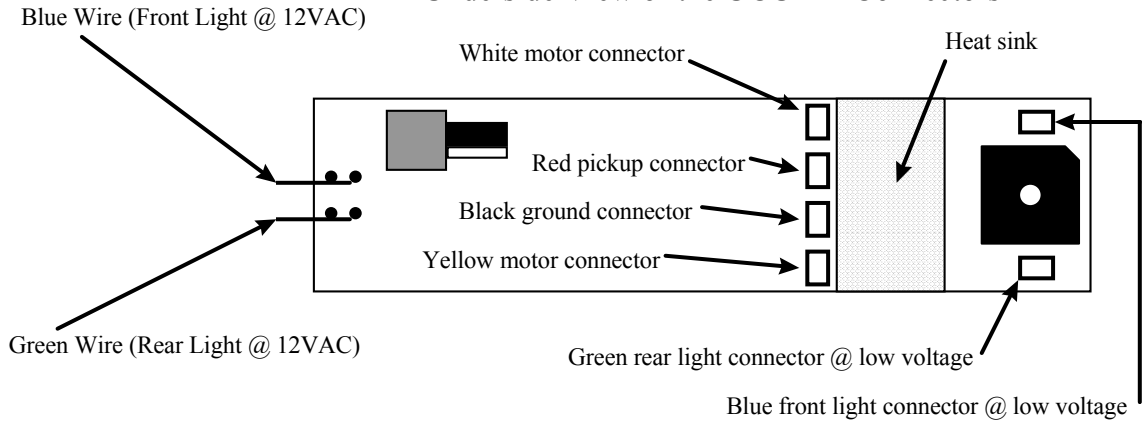 Blue Wire (Front Light @ 12VAC)
White motor connector
Heat sink
Red pickup connector
Black ground connector
Yellow motor connector
Green Wire (Rear Light @ 12VAC)
Green rear light connector @ low voltage
Blue front light connector @ low voltage